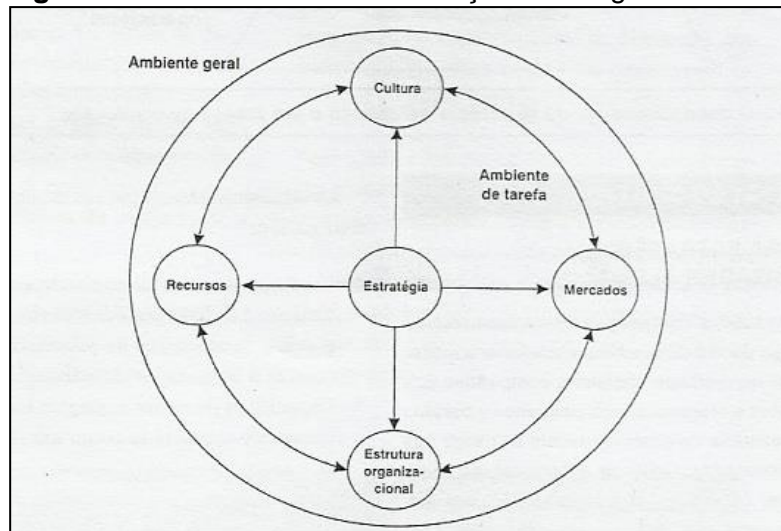 Ambiente geral
Cultura
Ambiente
de tarefa
Recursos
Estratégia
Mercados
Estrutura
organiza-
cional